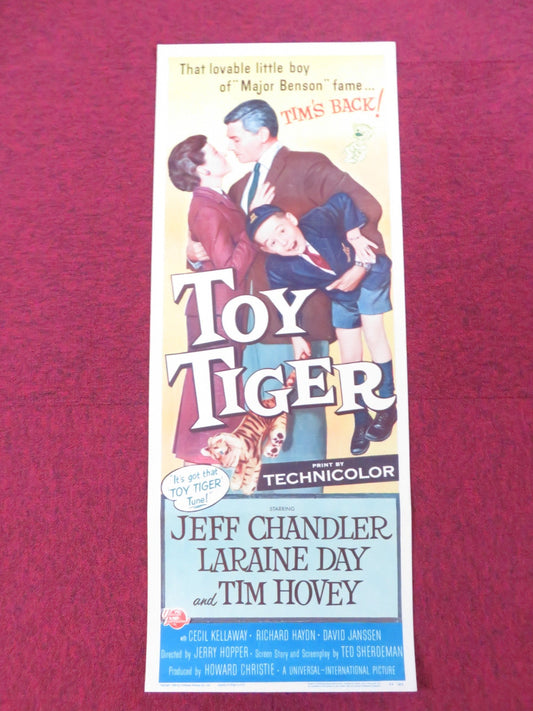 That lovable little boy
of "Major Benson" fame...
TIM'S BACK!
TOY
TIGER
"It's got that
TOY TIGER
Tune!"
PRINT BY
TECHNICOLOR
STARRING
JEFF CHANDLER
LARAINE DAY
and TIM HOVEY
with CECIL KELLAWAY · RICHARD HAYDN · DAVID JANSSEN
Directed by JERRY HOPPER · Screen Story and Screenplay by TED SHERDEMAN
Produced by HOWARD CHRISTIE · A UNIVERSAL-INTERNATIONAL PICTURE